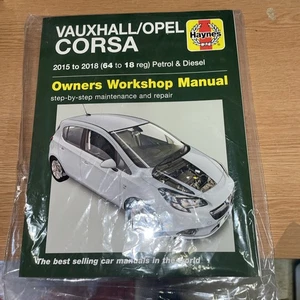 VAUXHALL/OPEL
CORSA
Haynes
2015 to 2018 (64 to 18 reg) Petrol & Diesel
Owners Workshop Manual
step-by-step maintenance and repair
The best selling car manuals in the world